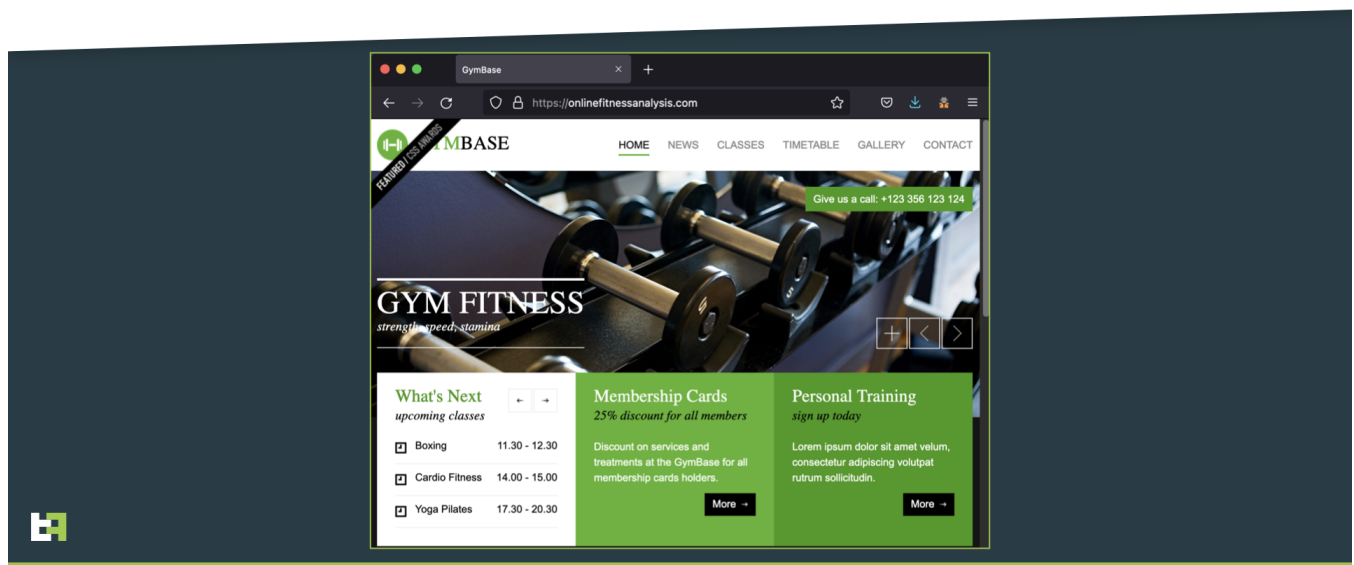 GymBase
https://onlinefitnessanalysis.com
FEATURED / CSS AWARDS
MBASE
HOME NEWS CLASSES TIMETABLE GALLERY CONTACT
Give us a call: +123 356 123 124
GYM FITNESS
strength, speed, stamina
What's Next
upcoming classes
Boxing 11.30 - 12.30
Cardio Fitness 14.00 - 15.00
Yoga Pilates 17.30 - 20.30
Membership Cards
25% discount for all members
Discount on services and
treatments at the GymBase for all
membership cards holders.
More →
Personal Training
sign up today
Lorem ipsum dolor sit amet velum,
consectetur adipiscing volutpat
rutrum sollicitudin.
More →